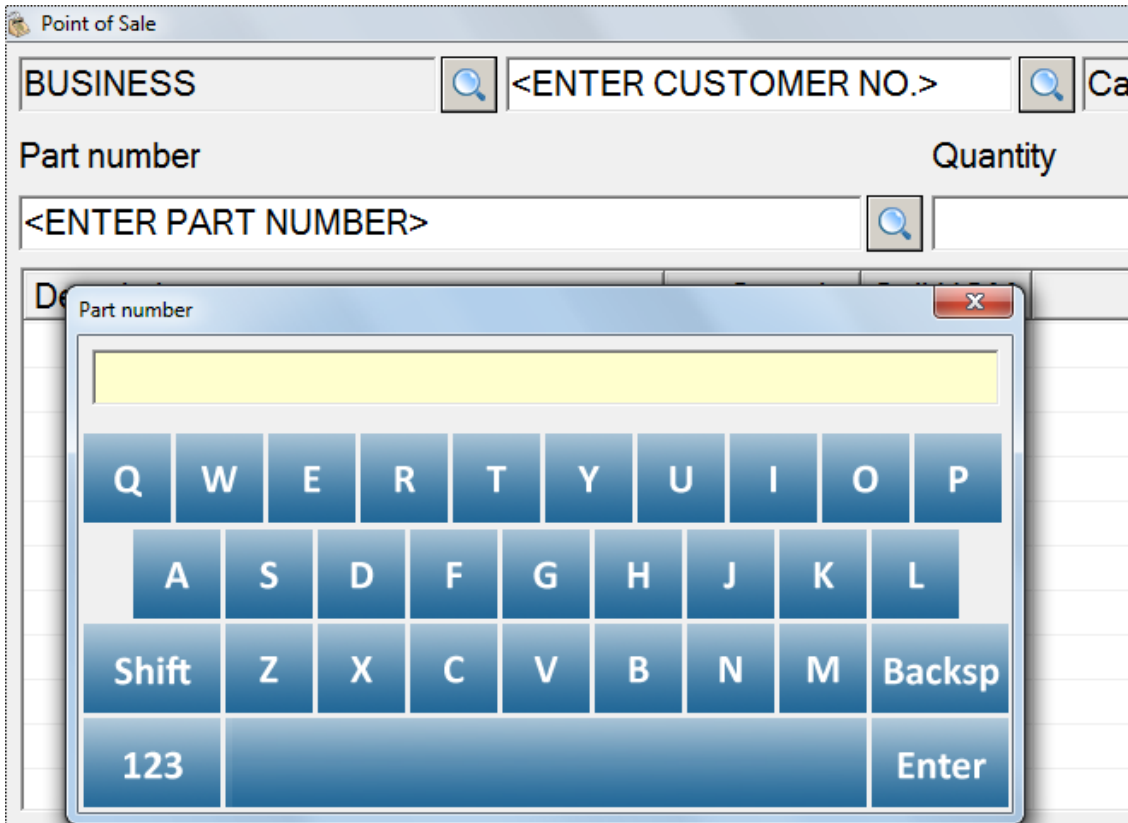 Point of Sale
BUSINESS <ENTER CUSTOMER NO.> Ca
Part number Quantity
<ENTER PART NUMBER>
Part number
Q W E R T Y U I O P
A S D F G H J K L
Shift Z X C V B N M Backsp
123 Enter